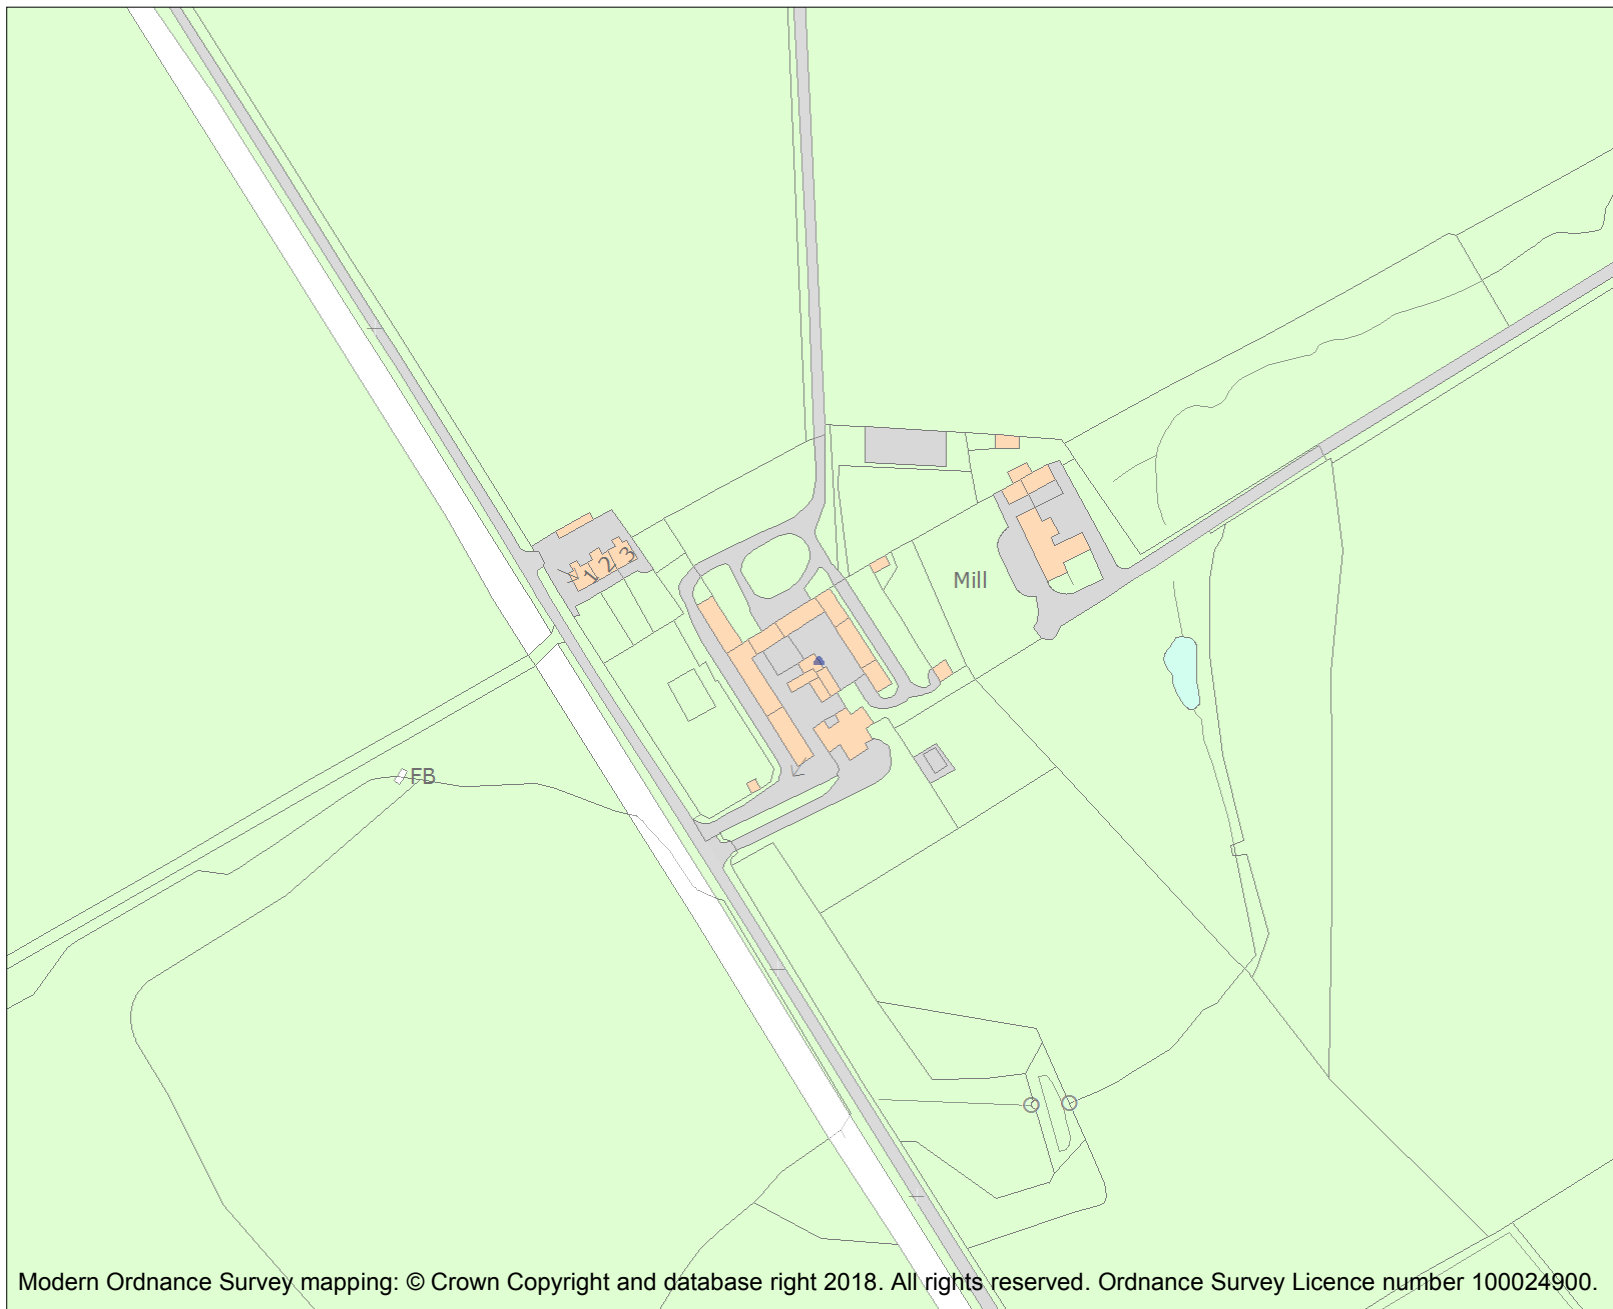 1 2 3
Mill
FB
Modern Ordnance Survey mapping: © Crown Copyright and database right 2018. All rights reserved. Ordnance Survey Licence number 100024900.